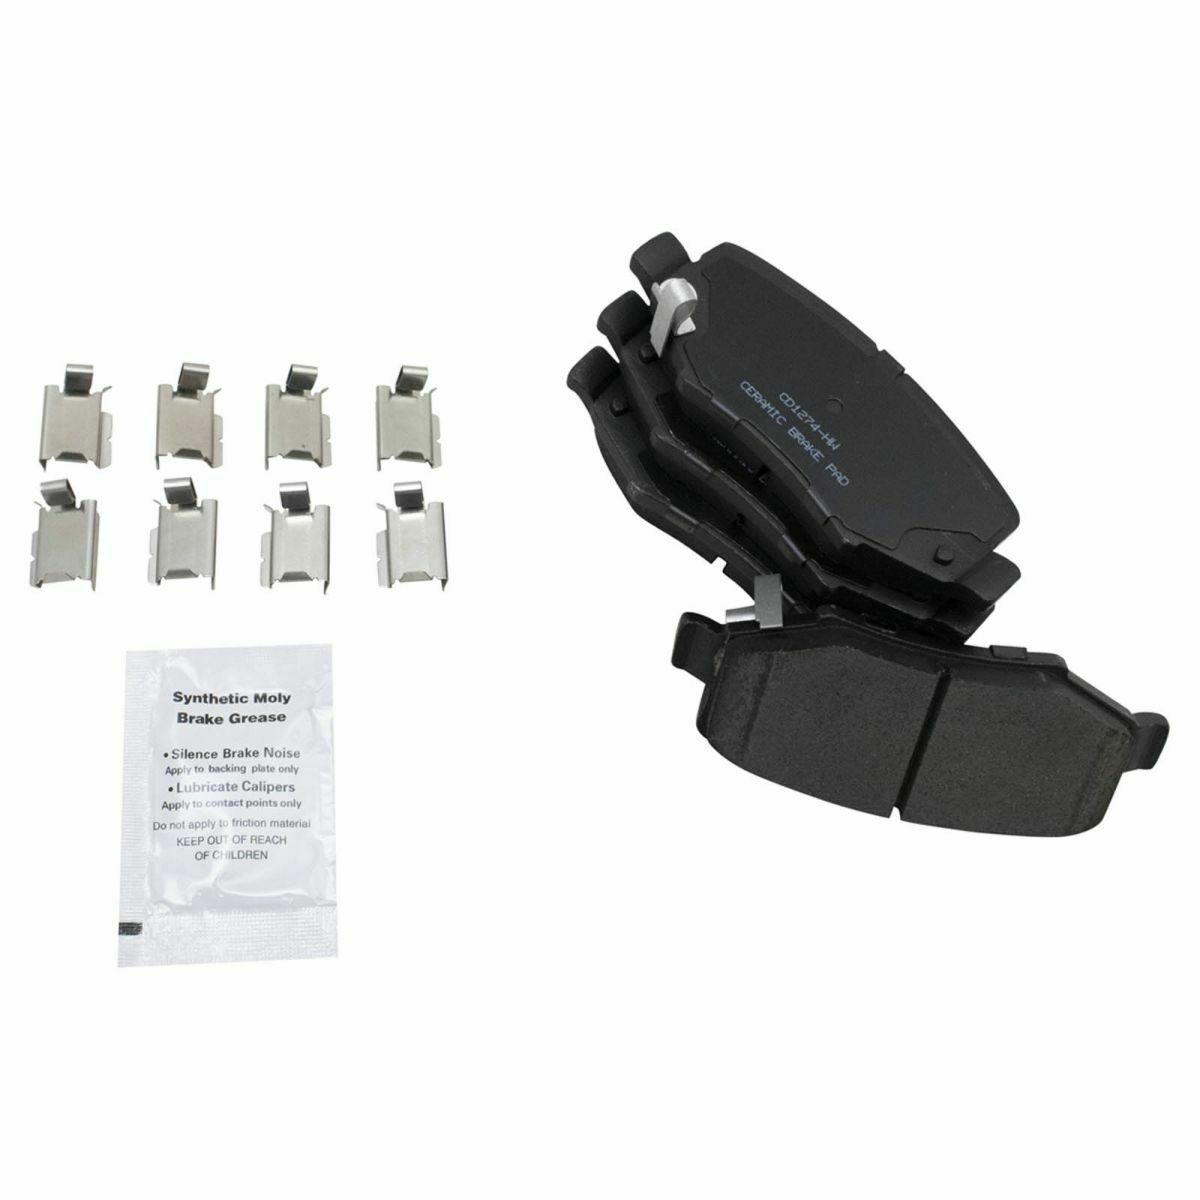 CD1274-HW
CERAMIC BRAKE PAD
Synthetic Moly
Brake Grease
• Silence Brake Noise
Apply to backing plate only
• Lubricate Calipers
Apply to contact points only
Do not apply to friction material
KEEP OUT OF REACH
OF CHILDREN